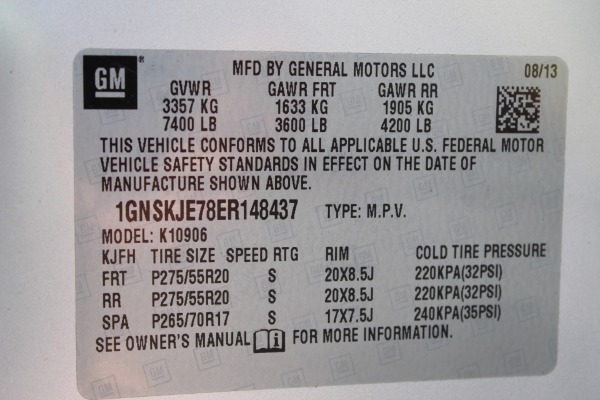 GM MFD BY GENERAL MOTORS LLC 08/13
GVWR GAWR FRT GAWR RR
3357 KG 1633 KG 1905 KG
7400 LB 3600 LB 4200 LB
THIS VEHICLE CONFORMS TO ALL APPLICABLE U.S. FEDERAL MOTOR
VEHICLE SAFETY STANDARDS IN EFFECT ON THE DATE OF
MANUFACTURE SHOWN ABOVE.
1GNSKJE78ER148437 TYPE: M.P.V.
MODEL: K10906
KJFH TIRE SIZE SPEED RTG RIM COLD TIRE PRESSURE
FRT P275/55R20 S 20X8.5J 220KPA(32PSI)
RR P275/55R20 S 20X8.5J 220KPA(32PSI)
SPA P265/70R17 S 17X7.5J 240KPA(35PSI)
SEE OWNER'S MANUAL FOR MORE INFORMATION.